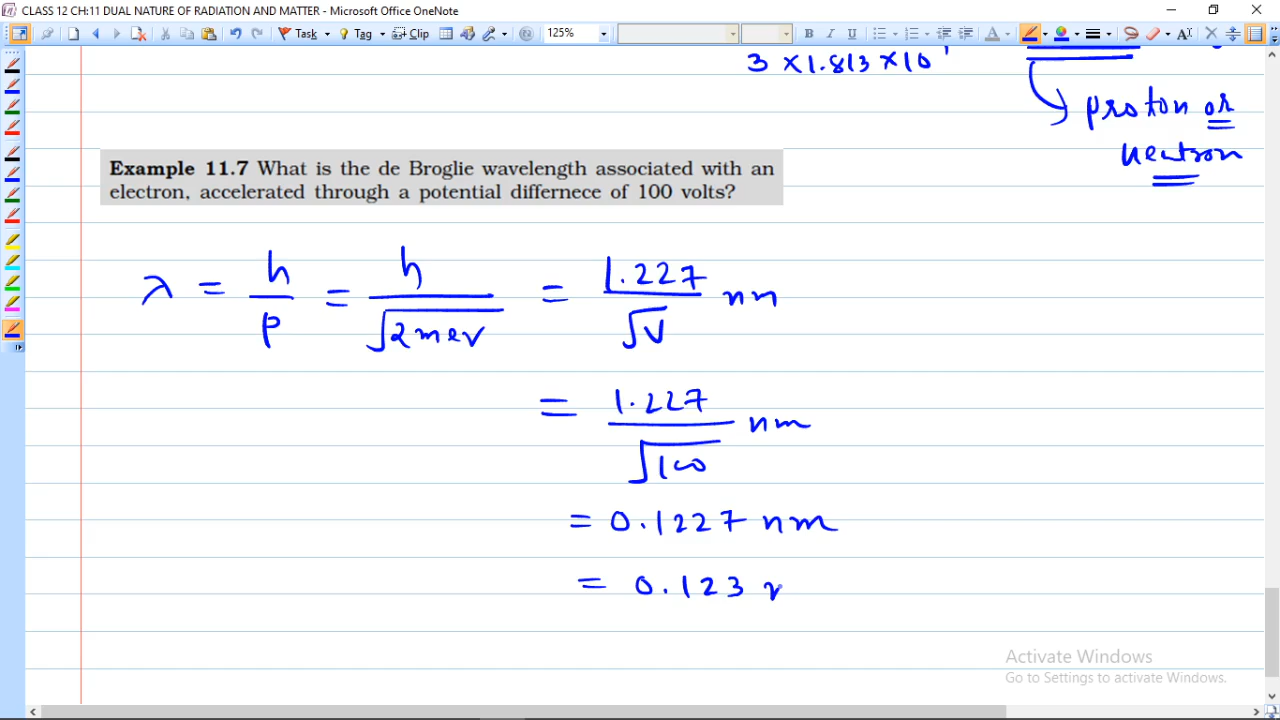 CLASS 12 CH:11 DUAL NATURE OF RADIATION AND MATTER - Microsoft Office OneNote
Task Tag Clip 125% B I U
3 × 1.813 × 10
proton or
neutron
Example 11.7 What is the de Broglie wavelength associated with an
electron, accelerated through a potential differnece of 100 volts?
λ = h/p = h/√2meV = 1.227/√V nm
= 1.227/√100 nm
= 0.1227 nm
= 0.123
Activate Windows
Go to Settings to activate Windows.